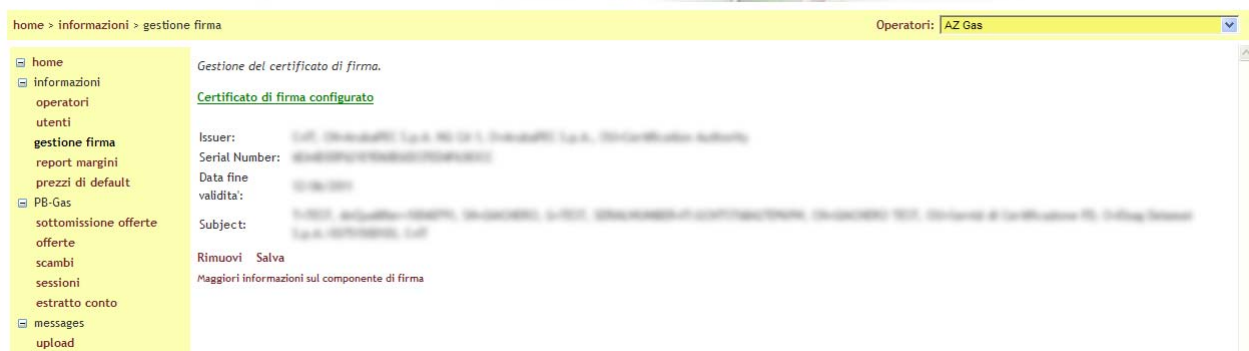 home > informazioni > gestione firma
Operatori: AZ Gas
home
informazioni
operatori
utenti
gestione firma
report margini
prezzi di default
PB-Gas
sottomissione offerte
offerte
scambi
sessioni
estratto conto
messages
upload
Gestione del certificato di firma.
Certificato di firma configurato
Issuer:
Serial Number:
Data fine
validita':
Subject:
Rimuovi Salva
Maggiori informazioni sul componente di firma